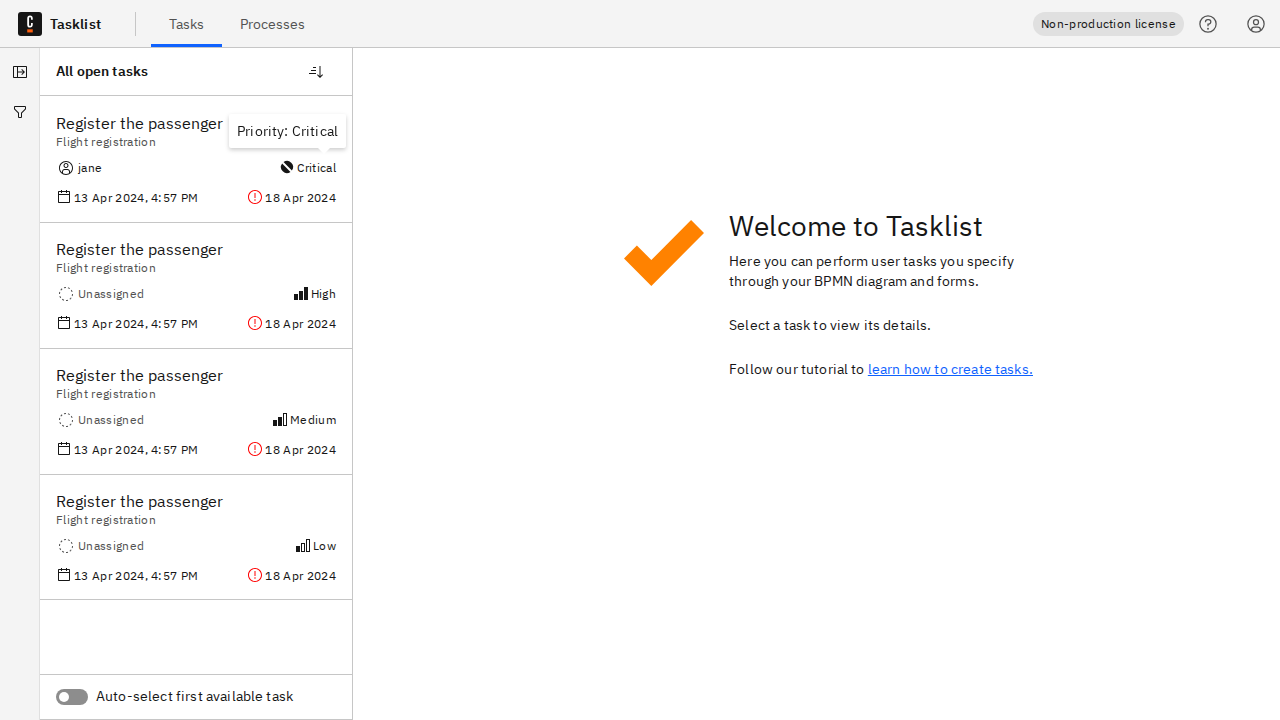 Tasklist
Tasks
Processes
Non-production license
All open tasks
Register the passenger
Flight registration
Priority: Critical
jane
Critical
13 Apr 2024, 4:57 PM
18 Apr 2024
Register the passenger
Flight registration
Unassigned
High
13 Apr 2024, 4:57 PM
18 Apr 2024
Register the passenger
Flight registration
Unassigned
Medium
13 Apr 2024, 4:57 PM
18 Apr 2024
Register the passenger
Flight registration
Unassigned
Low
13 Apr 2024, 4:57 PM
18 Apr 2024
Auto-select first available task
Welcome to Tasklist
Here you can perform user tasks you specify
through your BPMN diagram and forms.
Select a task to view its details.
Follow our tutorial to learn how to create tasks.